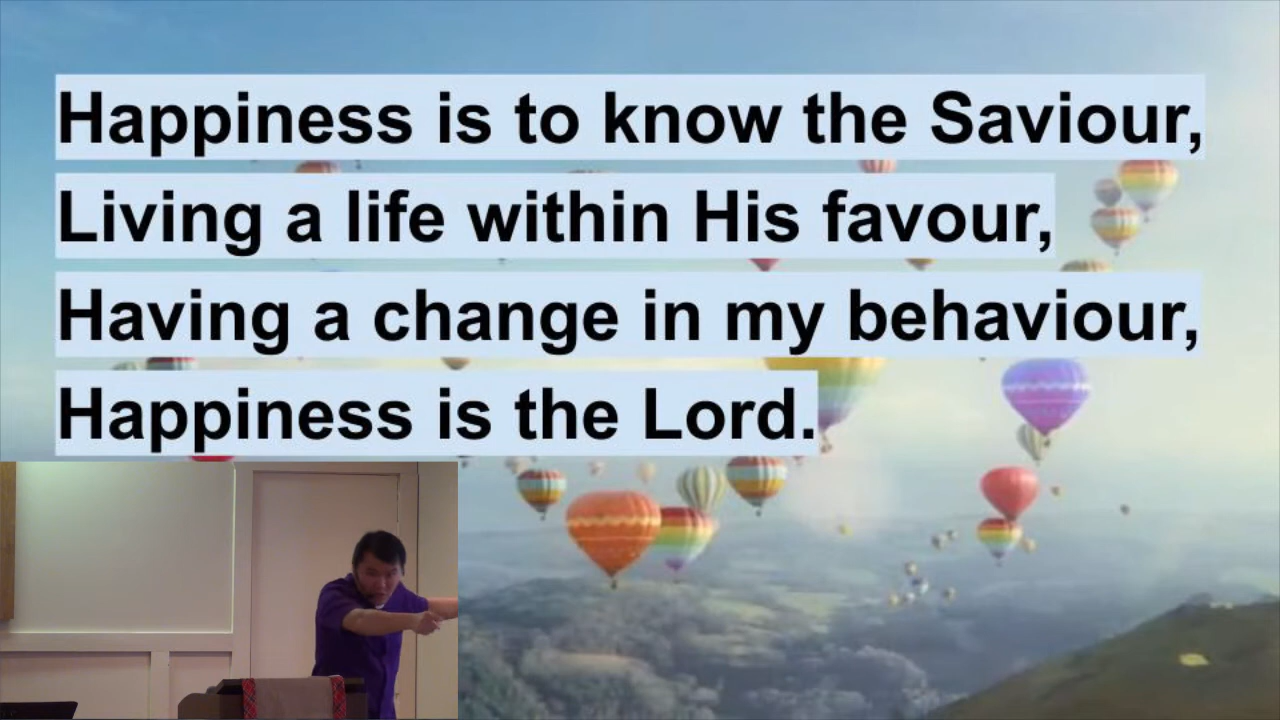 Happiness is to know the Saviour,
Living a life within His favour,
Having a change in my behaviour,
Happiness is the Lord.